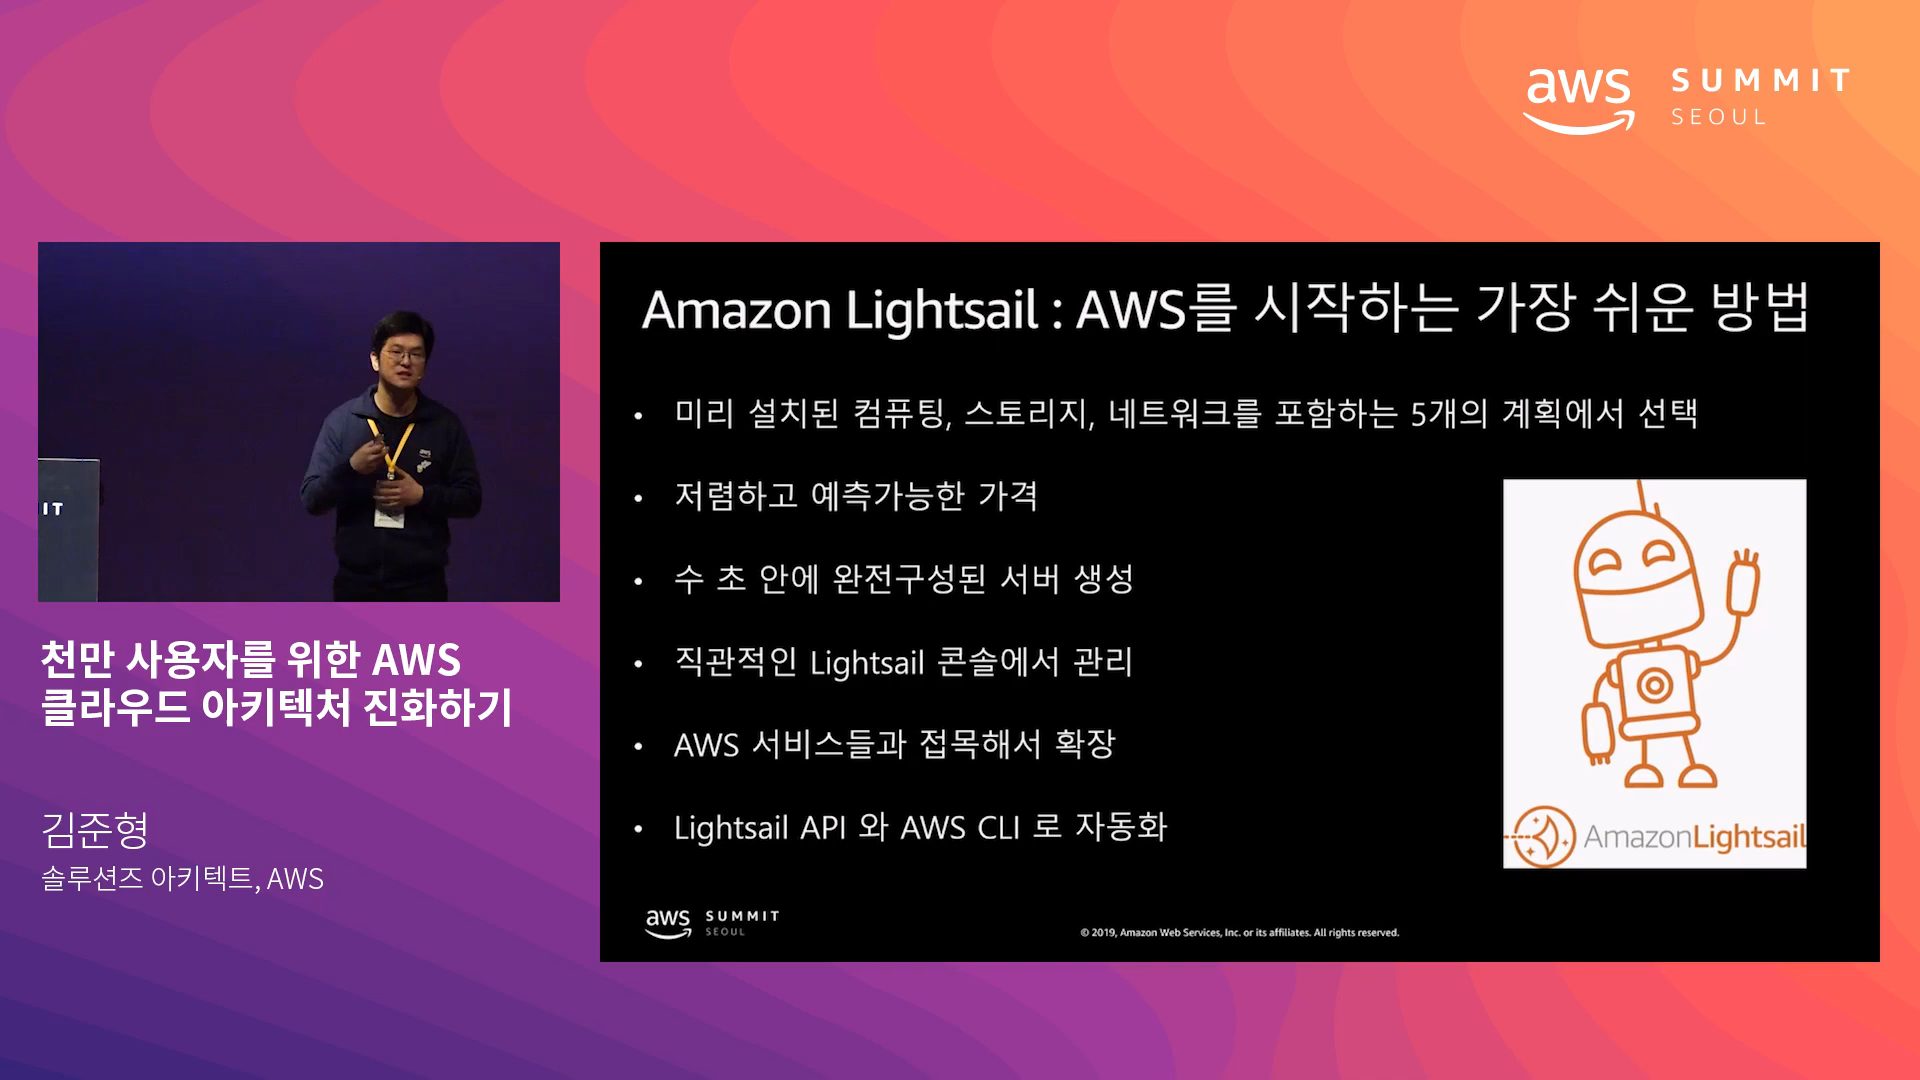 aws SUMMIT
SEOUL
IT
aws
천만 사용자를 위한 AWS
클라우드 아키텍처 진화하기
김준형
솔루션즈 아키텍트, AWS
Amazon Lightsail : AWS를 시작하는 가장 쉬운 방법
• 미리 설치된 컴퓨팅, 스토리지, 네트워크를 포함하는 5개의 계획에서 선택
• 저렴하고 예측가능한 가격
• 수 초 안에 완전구성된 서버 생성
• 직관적인 Lightsail 콘솔에서 관리
• AWS 서비스들과 접목해서 확장
• Lightsail API 와 AWS CLI 로 자동화
AmazonLightsail
aws SUMMIT
SEOUL
© 2019, Amazon Web Services, Inc. or its affiliates. All rights reserved.